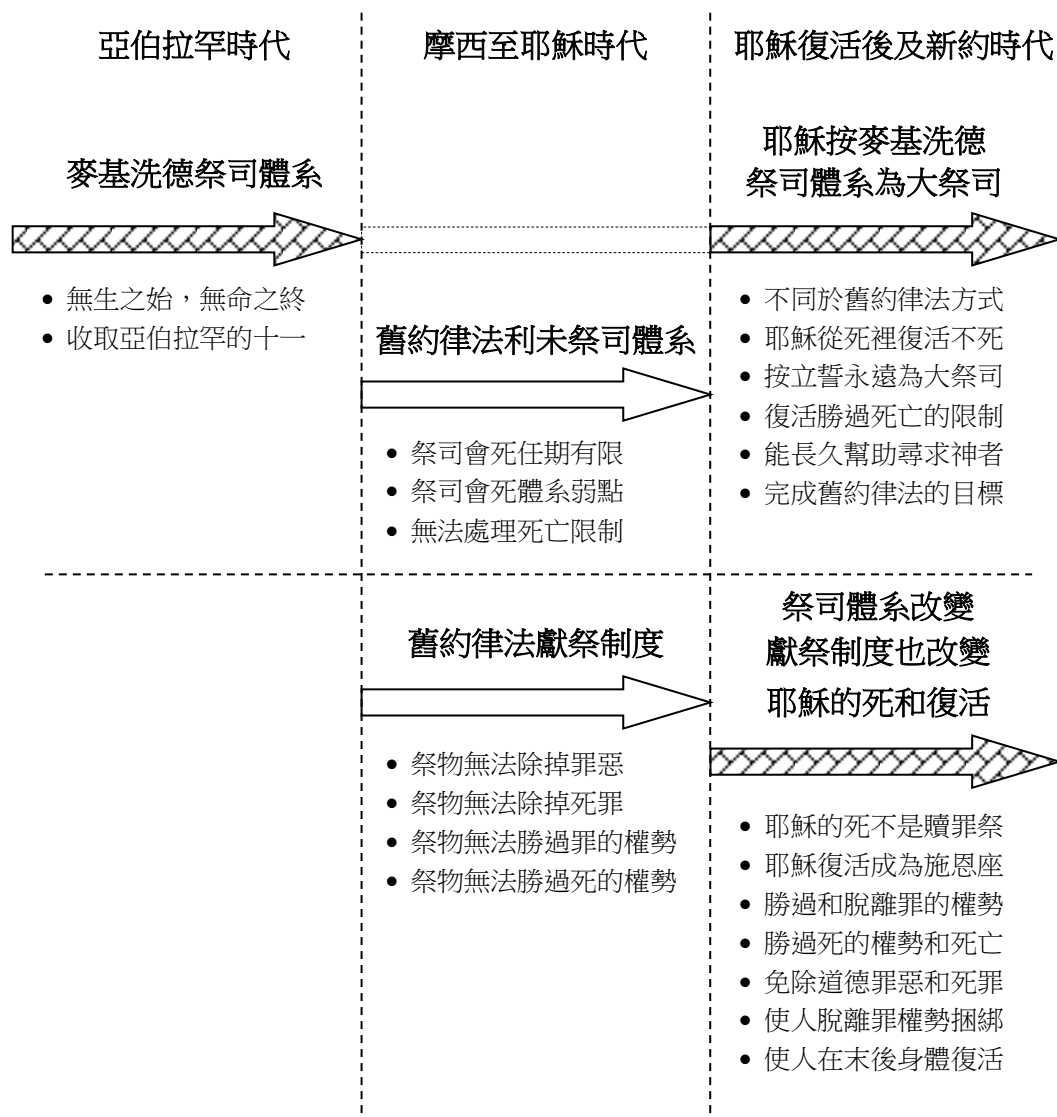 亞伯拉罕時代
摩西至耶穌時代
耶穌復活後及新約時代
麥基洗德祭司體系
耶穌按麥基洗德
祭司體系為大祭司
• 無生之始，無命之終
• 收取亞伯拉罕的十一
舊約律法利未祭司體系
• 祭司會死任期有限
• 祭司會死體系弱點
• 無法處理死亡限制
• 不同於舊約律法方式
• 耶穌從死裡復活不死
• 按立誓永遠為大祭司
• 復活勝過死亡的限制
• 能長久幫助尋求神者
• 完成舊約律法的目標
舊約律法獻祭制度
• 祭物無法除掉罪惡
• 祭物無法除掉死罪
• 祭物無法勝過罪的權勢
• 祭物無法勝過死的權勢
祭司體系改變
獻祭制度也改變
耶穌的死和復活
• 耶穌的死不是贖罪祭
• 耶穌復活成為施恩座
• 勝過和脫離罪的權勢
• 勝過死的權勢和死亡
• 免除道德罪惡和死罪
• 使人脫離罪權勢捆綁
• 使人在末後身體復活